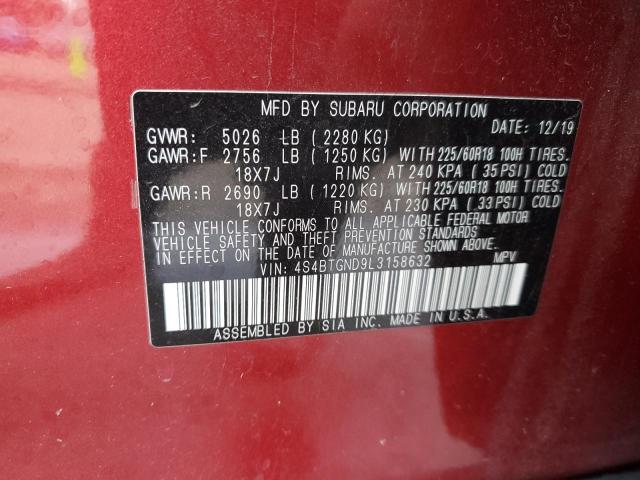 MFD BY SUBARU CORPORATION
DATE: 12/19
GVWR: 5026 LB (2280 KG)
GAWR:F 2756 LB (1250 KG) WITH 225/60R18 100H TIRES.
18X7J RIMS. AT 240 KPA (35 PSI) COLD
GAWR:R 2690 LB (1220 KG) WITH 225/60R18 100H TIRES.
18X7J RIMS. AT 230 KPA (33 PSI) COLD
THIS VEHICLE CONFORMS TO ALL APPLICABLE FEDERAL MOTOR
VEHICLE SAFETY AND THEFT PREVENTION STANDARDS
IN EFFECT ON THE DATE OF MANUFACTURE SHOWN ABOVE.
VIN: 4S4BTGND9L3158632 MPV
ASSEMBLED BY SIA INC. MADE IN U.S.A.